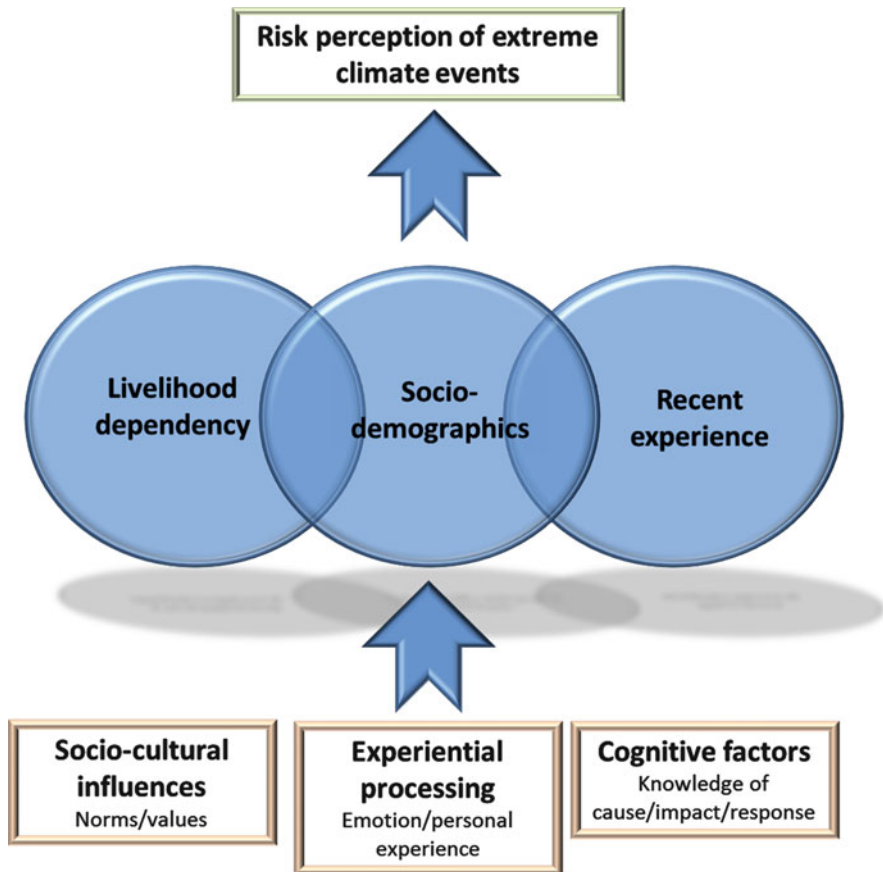 Risk perception of extreme
climate events
Livelihood
dependency
Socio-
demographics
Recent
experience
Socio-cultural
influences
Norms/values
Experiential
processing
Emotion/personal
experience
Cognitive factors
Knowledge of
cause/impact/response